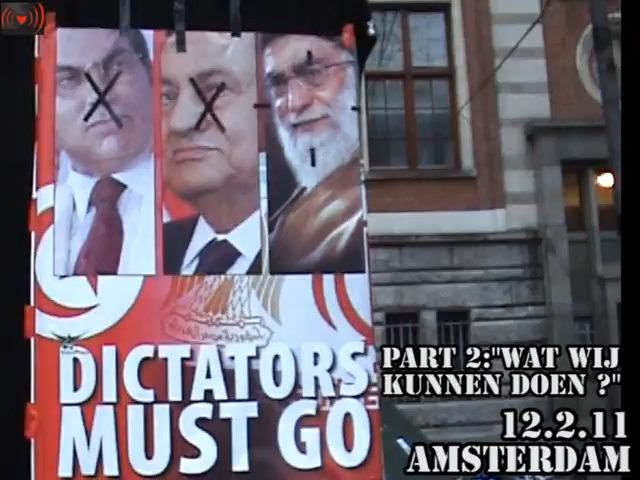 DICTATORS
MUST GO
PART 2:"WAT WIJ
KUNNEN DOEN ?"
12.2.11
AMSTERDAM